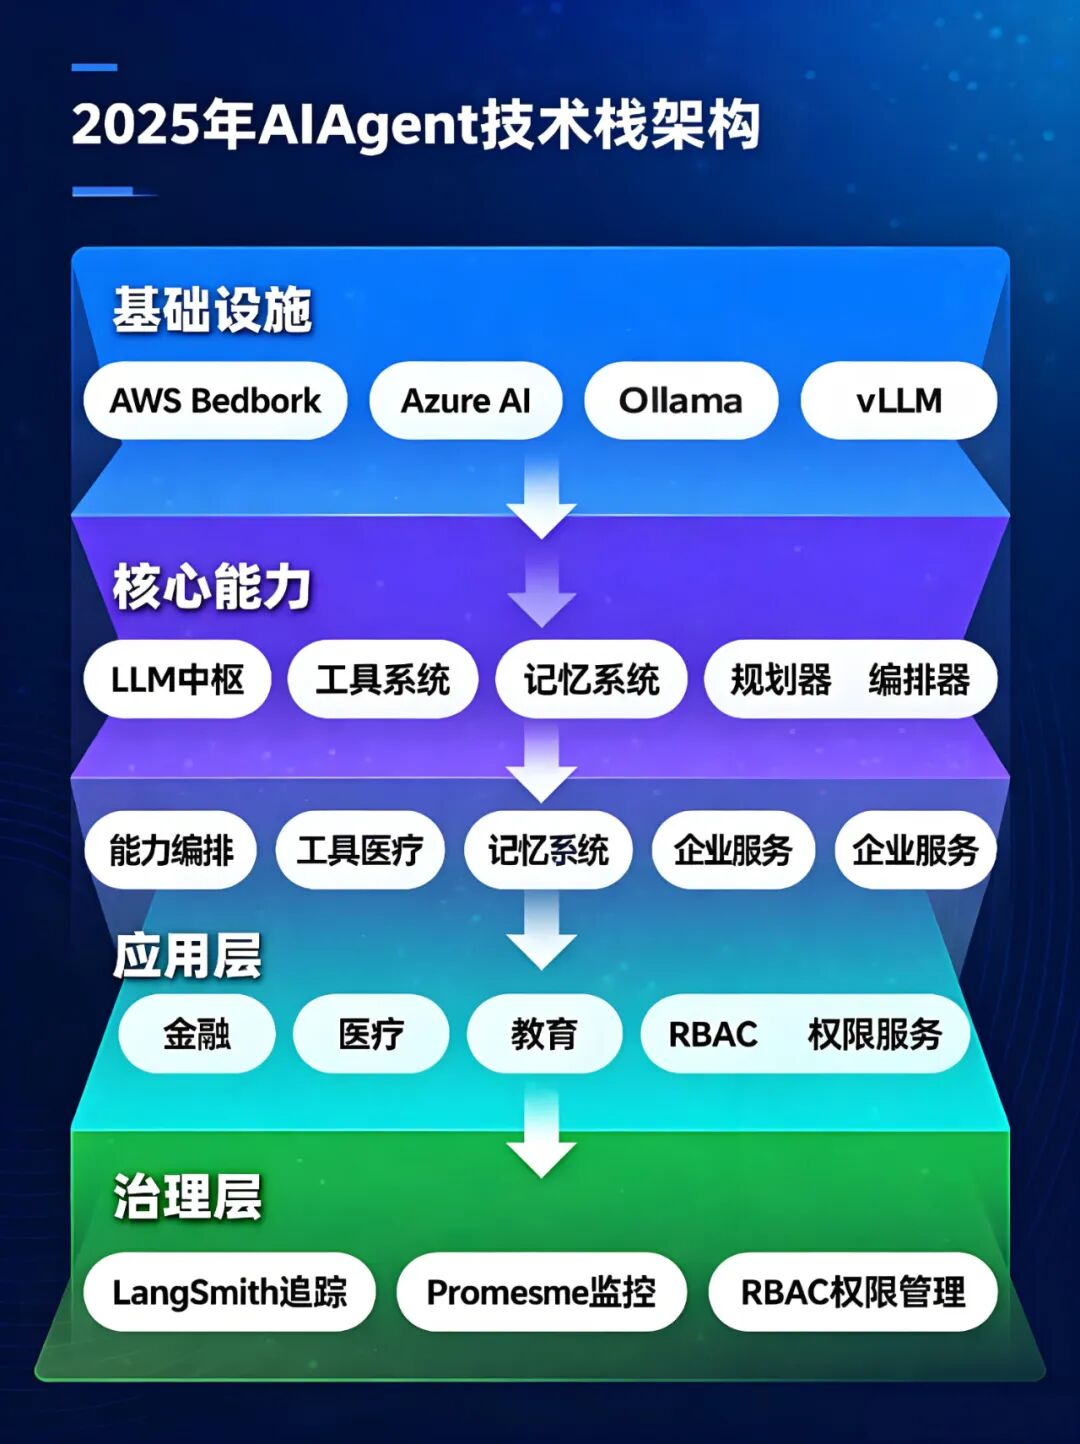 2025年AIAgent技术栈架构
基础设施
AWS Bedbork Azure AI Ollama vLLM
核心能力
LLM中枢 工具系统 记忆系统 规划器 编排器
能力编排 工具医疗 记忆系统 企业服务 企业服务
应用层
金融 医疗 教育 RBAC 权限服务
治理层
LangSmith追踪 Promesme监控 RBAC权限管理